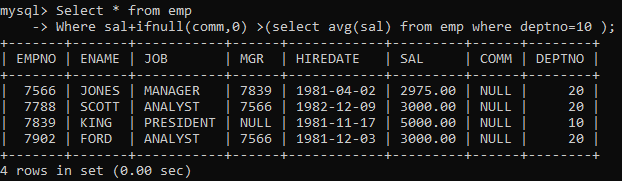 mysql> Select * from emp
    -> Where sal+ifnull(comm,0) >(select avg(sal) from emp where deptno=10 );
+-------+-------+-----------+------+------------+---------+------+--------+
| EMPNO | ENAME | JOB       | MGR  | HIREDATE   | SAL     | COMM | DEPTNO |
+-------+-------+-----------+------+------------+---------+------+--------+
|  7566 | JONES | MANAGER   | 7839 | 1981-04-02 | 2975.00 | NULL |     20 |
|  7788 | SCOTT | ANALYST   | 7566 | 1982-12-09 | 3000.00 | NULL |     20 |
|  7839 | KING  | PRESIDENT | NULL | 1981-11-17 | 5000.00 | NULL |     10 |
|  7902 | FORD  | ANALYST   | 7566 | 1981-12-03 | 3000.00 | NULL |     20 |
+-------+-------+-----------+------+------------+---------+------+--------+
4 rows in set (0.00 sec)